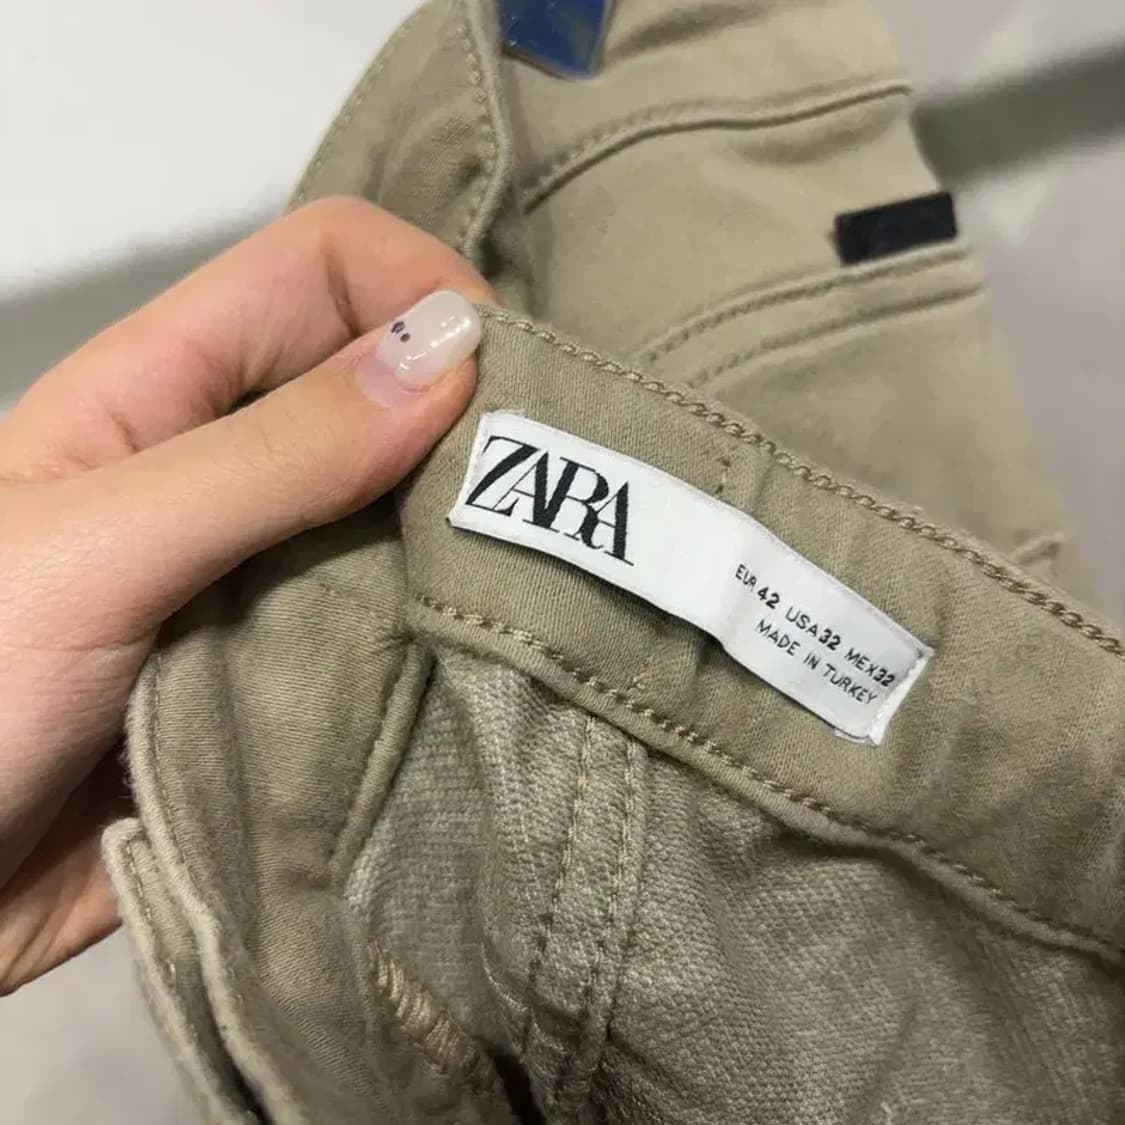 ZARA
EUR 42 USA 32 MEX 32
MADE IN TURKEY